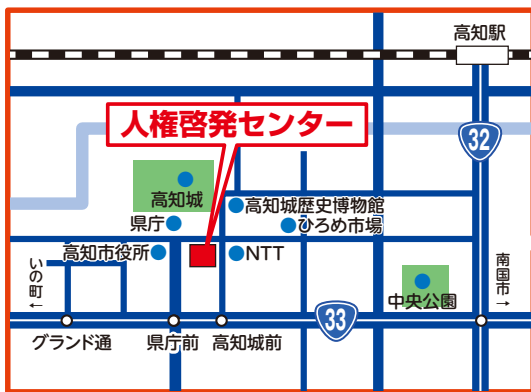 高知駅
人権啓発センター
32
高知城
高知城歴史博物館
県庁
ひろめ市場
高知市役所
NTT
いの町←
南国市→
中央公園
33
グランド通
県庁前
高知城前